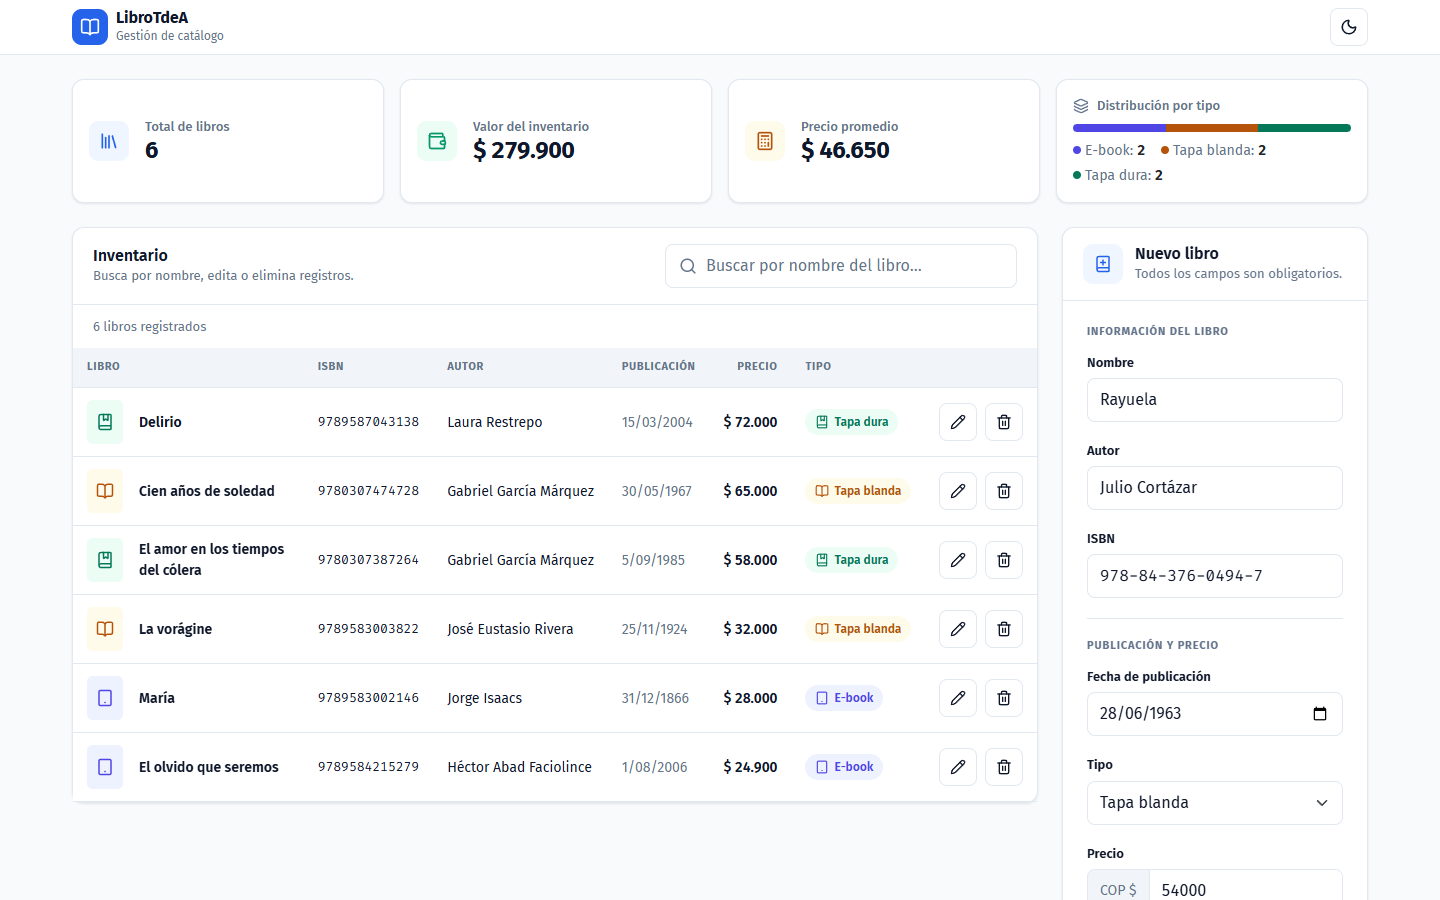 LibroTdeA
Gestión de catálogo
Total de libros
6
Valor del inventario
$ 279.900
Precio promedio
$ 46.650
Distribución por tipo
E-book: 2 Tapa blanda: 2
Tapa dura: 2
Inventario
Busca por nombre, edita o elimina registros.
Buscar por nombre del libro...
6 libros registrados
LIBRO ISBN AUTOR PUBLICACIÓN PRECIO TIPO
Delirio 9789587043138 Laura Restrepo 15/03/2004 $ 72.000 Tapa dura
Cien años de soledad 9780307474728 Gabriel García Márquez 30/05/1967 $ 65.000 Tapa blanda
El amor en los tiempos
del cólera 9780307387264 Gabriel García Márquez 5/09/1985 $ 58.000 Tapa dura
La vorágine 9789583003822 José Eustasio Rivera 25/11/1924 $ 32.000 Tapa blanda
María 9789583002146 Jorge Isaacs 31/12/1866 $ 28.000 E-book
El olvido que seremos 9789584215279 Héctor Abad Faciolince 1/08/2006 $ 24.900 E-book
Nuevo libro
Todos los campos son obligatorios.
INFORMACIÓN DEL LIBRO
Nombre
Rayuela
Autor
Julio Cortázar
ISBN
978-84-376-0494-7
PUBLICACIÓN Y PRECIO
Fecha de publicación
28/06/1963
Tipo
Tapa blanda
Precio
COP $ 54000